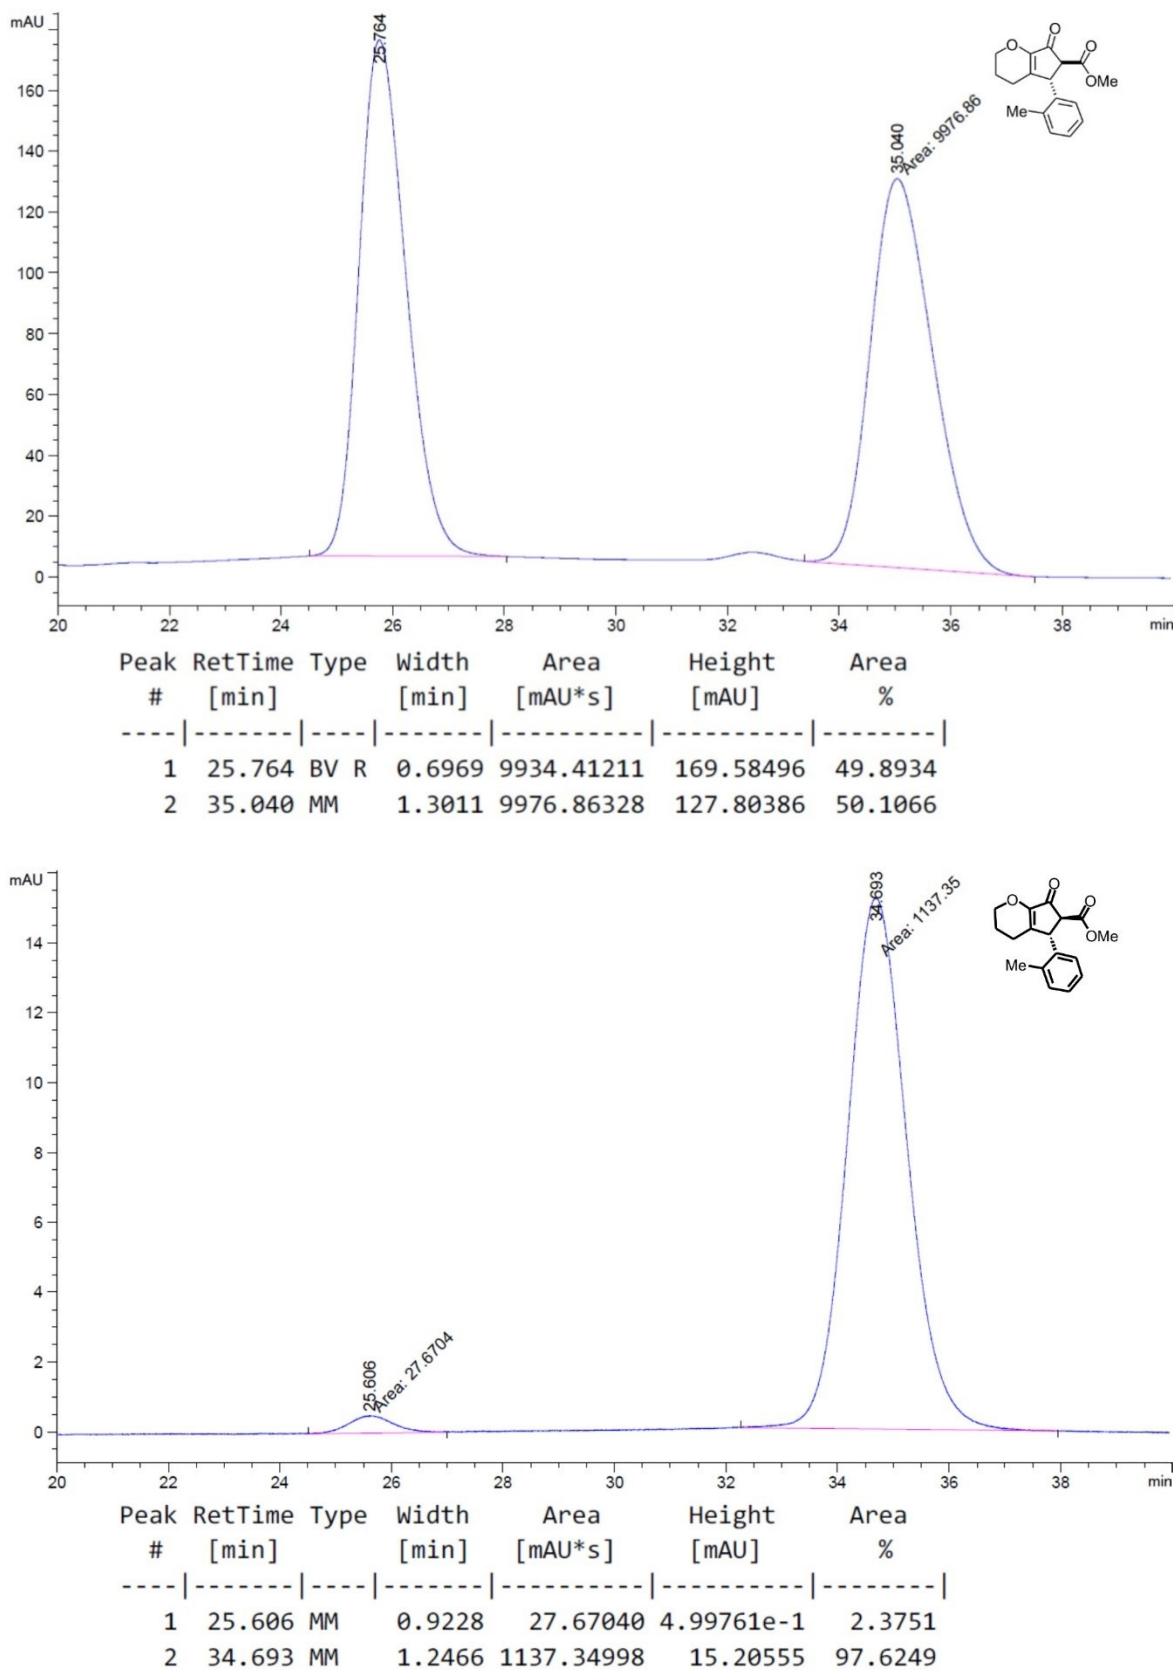 mAU
160
140
120
100
80
60
40
20
0
25.764
35.040
Area: 9976.86
O
O
O
OMe
Me
20 22 24 26 28 30 32 34 36 38 min
Peak RetTime Type Width Area Height Area
# [min] [min] [mAU*s] [mAU] %
----|-------|----|-------|----------|----------|--------|
1 25.764 BV R 0.6969 9934.41211 169.58496 49.8934
2 35.040 MM 1.3011 9976.86328 127.80386 50.1066
mAU
14
12
10
8
6
4
2
0
25.606
Area: 27.6704
34.693
Area: 1137.35
O
O
O
OMe
Me
20 22 24 26 28 30 32 34 36 38 min
Peak RetTime Type Width Area Height Area
# [min] [min] [mAU*s] [mAU] %
----|-------|----|-------|----------|----------|--------|
1 25.606 MM 0.9228 27.67040 4.99761e-1 2.3751
2 34.693 MM 1.2466 1137.34998 15.20555 97.6249